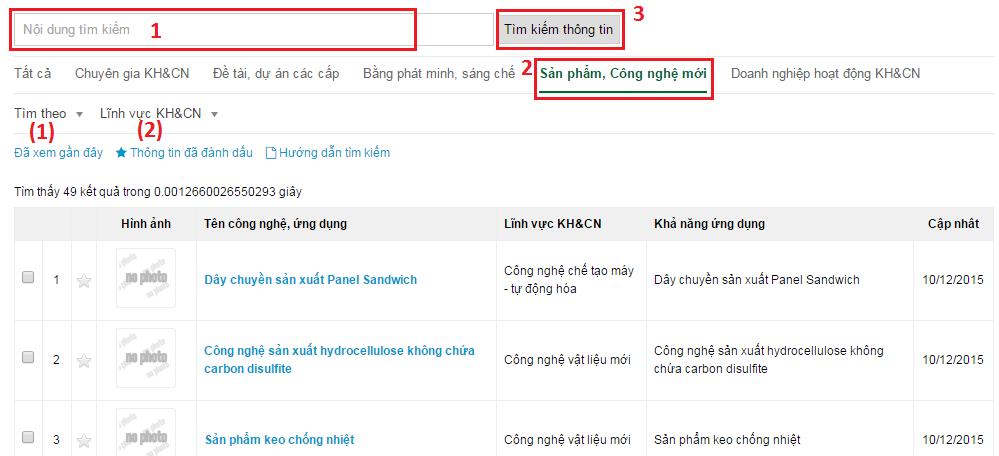 3
Nội dung tìm kiếm 1 Tìm kiếm thông tin
Tất cả Chuyên gia KH&CN Đề tài, dự án các cấp Bằng phát minh, sáng chế 2 Sản phẩm, Công nghệ mới Doanh nghiệp hoạt động KH&CN
Tìm theo Lĩnh vực KH&CN
(1) (2)
Đã xem gần đây Thông tin đã đánh dấu Hướng dẫn tìm kiếm
Tìm thấy 49 kết quả trong 0.0012660026550293 giây
Hình ảnh Tên công nghệ, ứng dụng Lĩnh vực KH&CN Khả năng ứng dụng Cập nhât
no photo
1 Dây chuyền sản xuất Panel Sandwich Công nghệ chế tạo máy - tự động hóa Dây chuyền sản xuất Panel Sandwich 10/12/2015
no photo
2 Công nghệ sản xuất hydrocellulose không chứa carbon disulfite Công nghệ vật liệu mới Công nghệ sản xuất hydrocellulose không chứa carbon disulfite 10/12/2015
no photo
3 Sản phẩm keo chống nhiệt Công nghệ vật liệu mới Sản phẩm keo chống nhiệt 10/12/2015